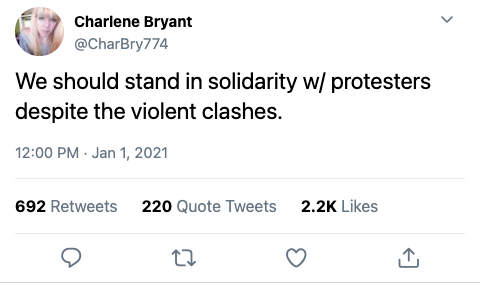 Charlene Bryant
@CharBry774
We should stand in solidarity w/ protesters
despite the violent clashes.
12:00 PM · Jan 1, 2021
692 Retweets 220 Quote Tweets 2.2K Likes